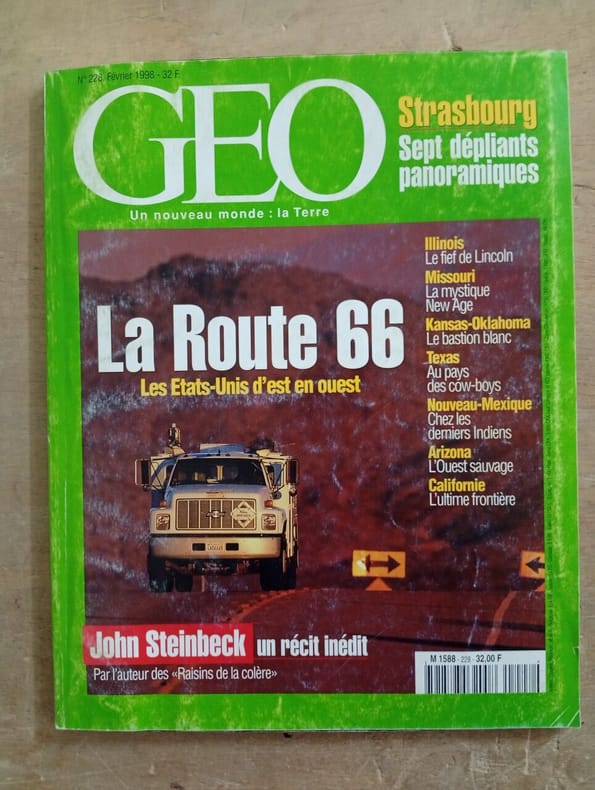 N° 228 Février 1998 - 32 F.
GEO
Un nouveau monde : la Terre
Strasbourg
Sept dépliants
panoramiques
La Route 66
Les Etats-Unis d'est en ouest
Illinois
Le fief de Lincoln
Missouri
La mystique
New Age
Kansas-Oklahoma
Le bastion blanc
Texas
Au pays
des cow-boys
Nouveau-Mexique
Chez les
derniers Indiens
Arizona
L'Ouest sauvage
Californie
L'ultime frontière
John Steinbeck un récit inédit
Par l'auteur des «Raisins de la colère»
M 1588 - 228 - 32,00 F